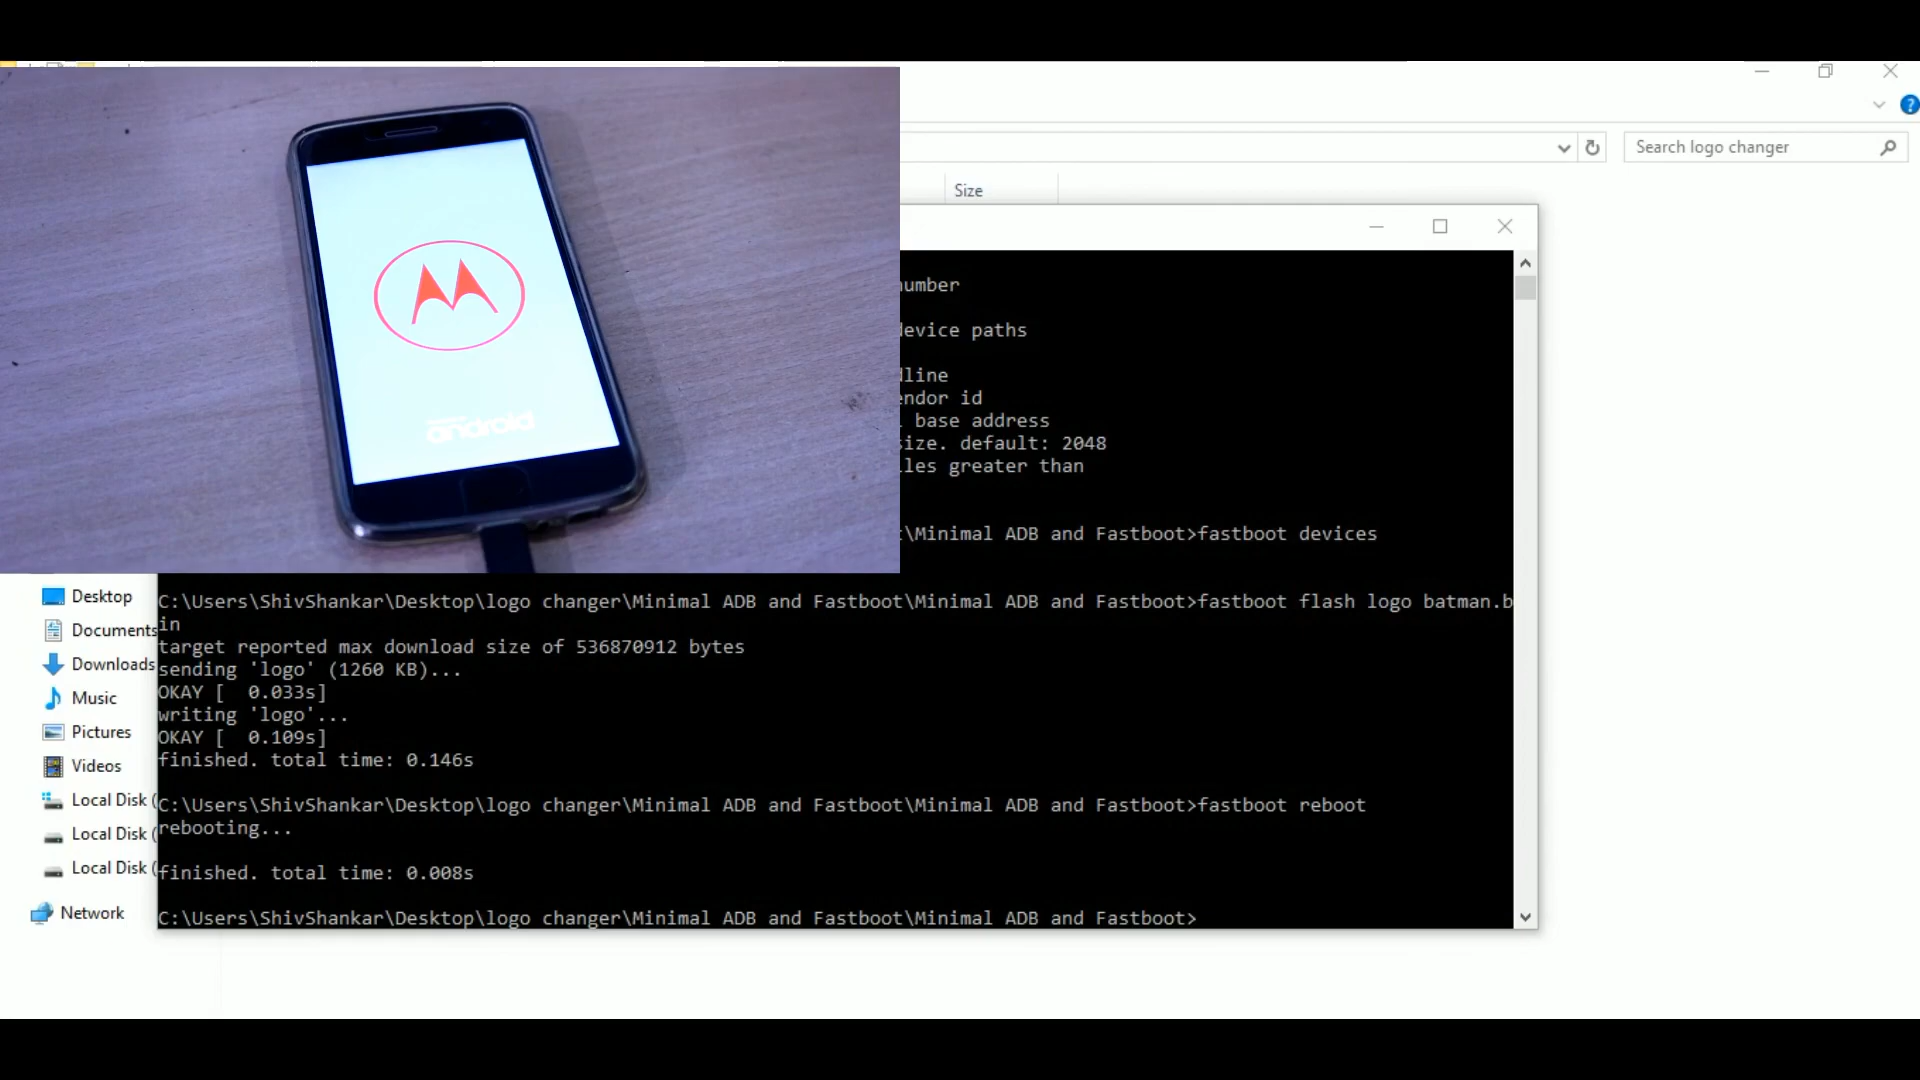 android
Search logo changer
Size
number
device paths
dline
endor id
base address
size. default: 2048
les greater than
t\Minimal ADB and Fastboot>fastboot devices
C:\Users\ShivShankar\Desktop\logo changer\Minimal ADB and Fastboot\Minimal ADB and Fastboot>fastboot flash logo batman.b
in
target reported max download size of 536870912 bytes
sending 'logo' (1260 KB)...
OKAY [  0.033s]
writing 'logo'...
OKAY [  0.109s]
finished. total time: 0.146s
C:\Users\ShivShankar\Desktop\logo changer\Minimal ADB and Fastboot\Minimal ADB and Fastboot>fastboot reboot
rebooting...
finished. total time: 0.008s
C:\Users\ShivShankar\Desktop\logo changer\Minimal ADB and Fastboot\Minimal ADB and Fastboot>
Desktop
Documents
Downloads
Music
Pictures
Videos
Local Disk (
Local Disk (
Local Disk (
Network